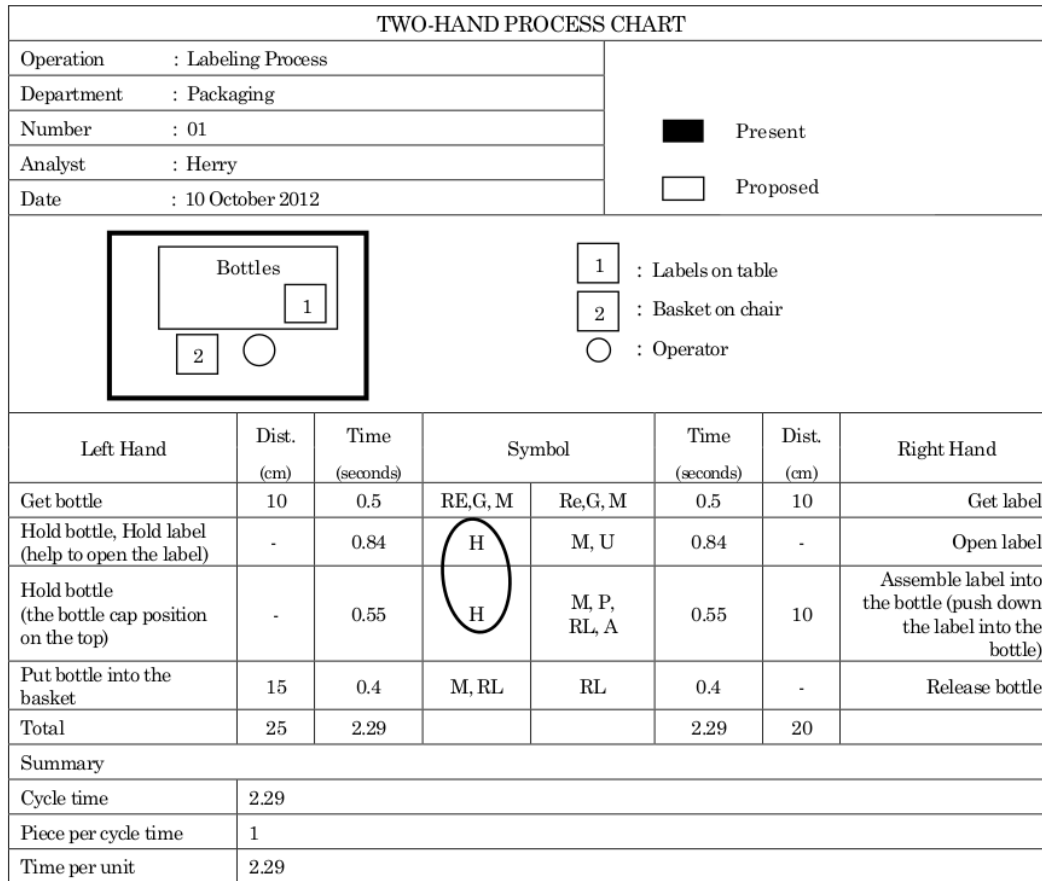 TWO-HAND PROCESS CHART
Operation : Labeling Process
Department : Packaging
Number : 01
Analyst : Herry
Date : 10 October 2012
Present
Proposed
Bottles
1
2
1 : Labels on table
2 : Basket on chair
: Operator
Left Hand Dist. (cm) Time (seconds) Symbol Time (seconds) Dist. (cm) Right Hand
Get bottle 10 0.5 RE,G, M Re,G, M 0.5 10 Get label
Hold bottle, Hold label
(help to open the label) - 0.84 H M, U 0.84 - Open label
Hold bottle
(the bottle cap position
on the top) - 0.55 H M, P,
RL, A 0.55 10 Assemble label into
the bottle (push down
the label into the
bottle)
Put bottle into the
basket 15 0.4 M, RL RL 0.4 - Release bottle
Total 25 2.29 2.29 20
Summary
Cycle time 2.29
Piece per cycle time 1
Time per unit 2.29